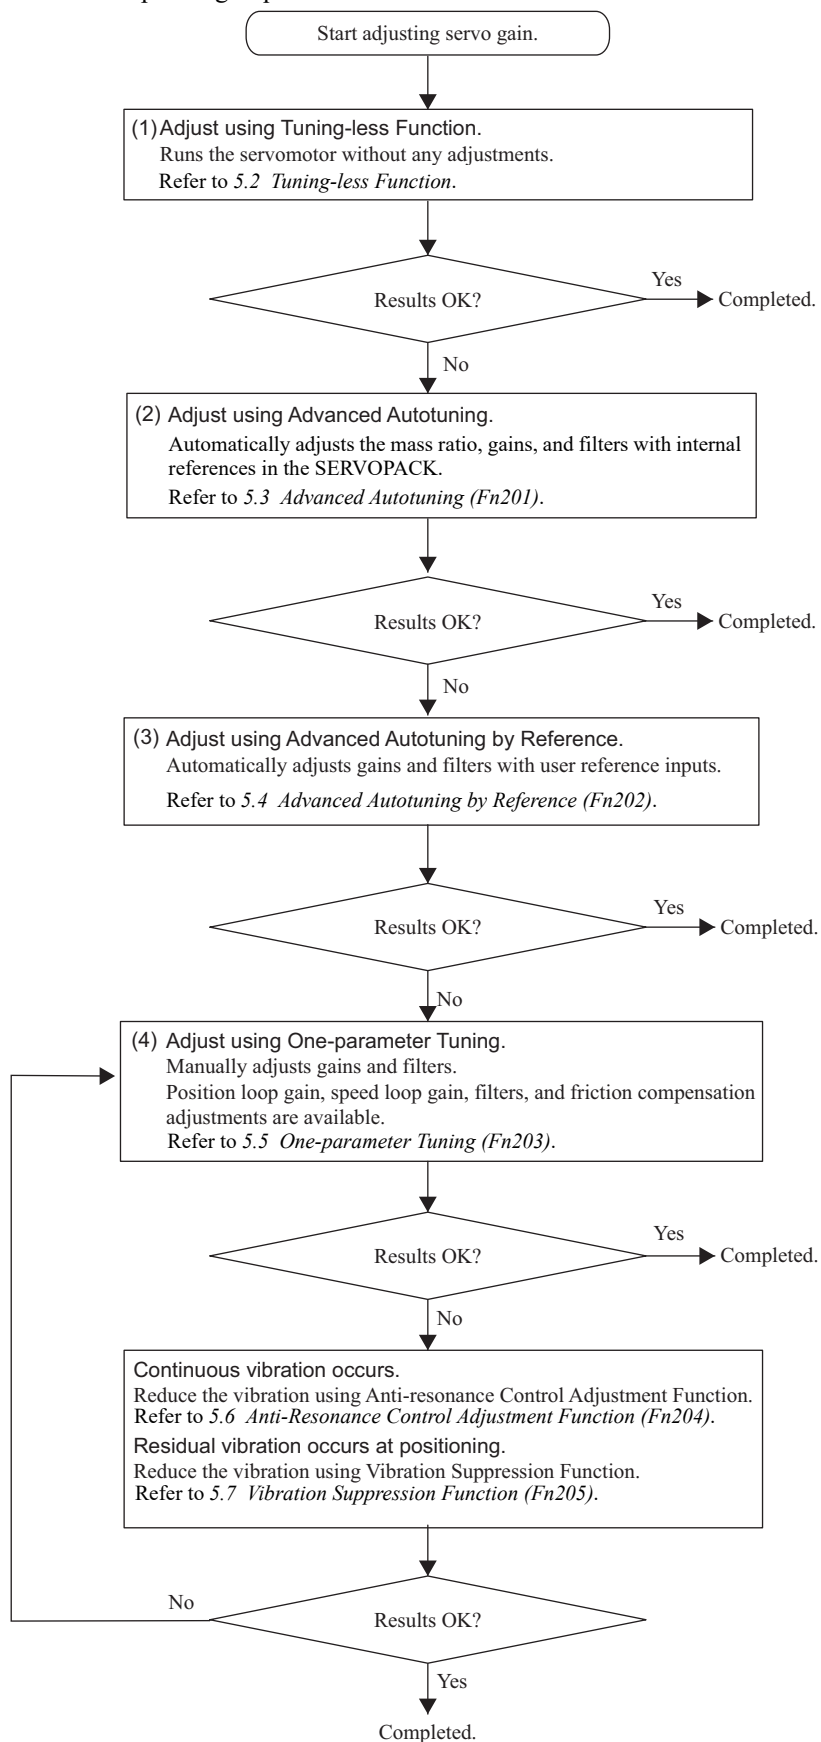 Start adjusting servo gain.
(1) Adjust using Tuning-less Function.
Runs the servomotor without any adjustments.
Refer to 5.2 Tuning-less Function.
Results OK?
Yes
Completed.
No
(2) Adjust using Advanced Autotuning.
Automatically adjusts the mass ratio, gains, and filters with internal
references in the SERVOPACK.
Refer to 5.3 Advanced Autotuning (Fn201).
Results OK?
Yes
Completed.
No
(3) Adjust using Advanced Autotuning by Reference.
Automatically adjusts gains and filters with user reference inputs.
Refer to 5.4 Advanced Autotuning by Reference (Fn202).
Results OK?
Yes
Completed.
No
(4) Adjust using One-parameter Tuning.
Manually adjusts gains and filters.
Position loop gain, speed loop gain, filters, and friction compensation
adjustments are available.
Refer to 5.5 One-parameter Tuning (Fn203).
Results OK?
Yes
Completed.
No
Continuous vibration occurs.
Reduce the vibration using Anti-resonance Control Adjustment Function.
Refer to 5.6 Anti-Resonance Control Adjustment Function (Fn204).
Residual vibration occurs at positioning.
Reduce the vibration using Vibration Suppression Function.
Refer to 5.7 Vibration Suppression Function (Fn205).
No
Results OK?
Yes
Completed.